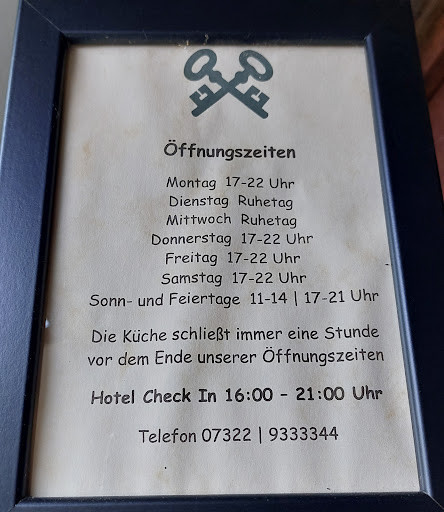 Öffnungszeiten
Montag 17-22 Uhr
Dienstag Ruhetag
Mittwoch Ruhetag
Donnerstag 17-22 Uhr
Freitag 17-22 Uhr
Samstag 17-22 Uhr
Sonn- und Feiertage 11-14 | 17-21 Uhr
Die Küche schließt immer eine Stunde
vor dem Ende unserer Öffnungszeiten
Hotel Check In 16:00 - 21:00 Uhr
Telefon 07322 | 9333344